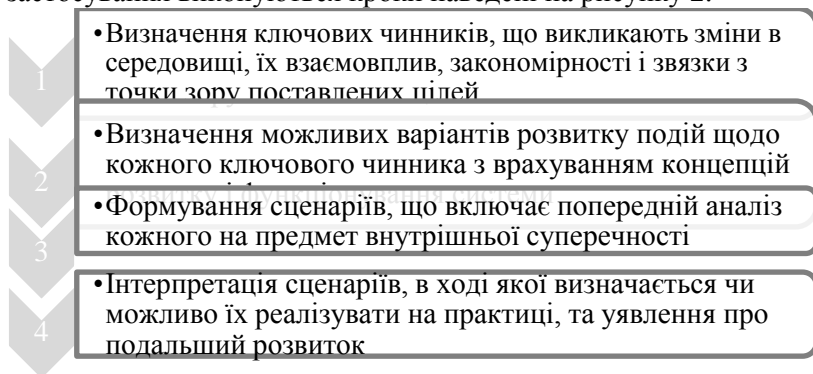 застосування виконуються кроки наведені на рисунку 2.
1
•Визначення ключових чинників, що викликають зміни в
середовищі, їх взаємовплив, закономірності і звязки з
точки зору поставлених цілей
2
•Визначення можливих варіантів розвитку подій щодо
кожного ключового чинника з врахуванням концепцій
розвитку і функціонування системи
3
•Формування сценаріїв, що включає попередній аналіз
кожного на предмет внутрішньої суперечності
4
•Інтерпретація сценаріїв, в ході якої визначається чи
можливо їх реалізувати на практиці, та уявлення про
подальший розвиток